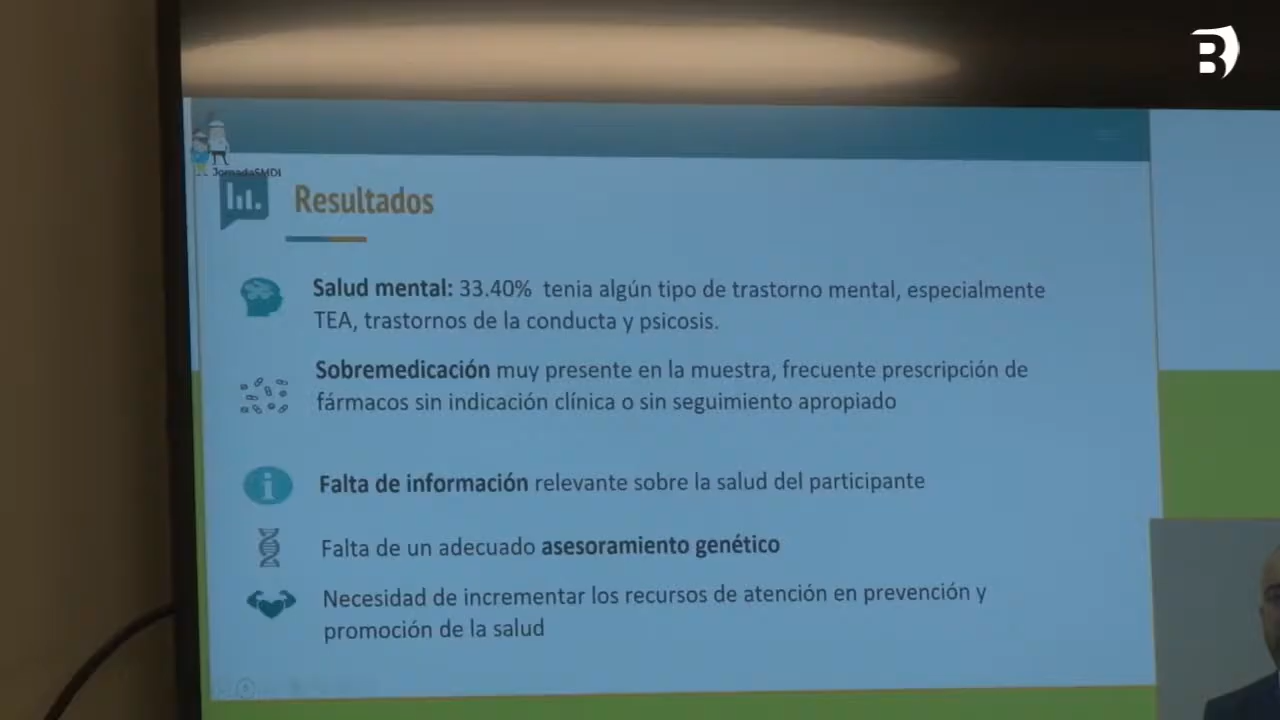 B
JornadaSMDI
Resultados
Salud mental: 33.40% tenia algún tipo de trastorno mental, especialmente
TEA, trastornos de la conducta y psicosis.
Sobremedicación muy presente en la muestra, frecuente prescripción de
fármacos sin indicación clínica o sin seguimiento apropiado
Falta de información relevante sobre la salud del participante
Falta de un adecuado asesoramiento genético
Necesidad de incrementar los recursos de atención en prevención y
promoción de la salud